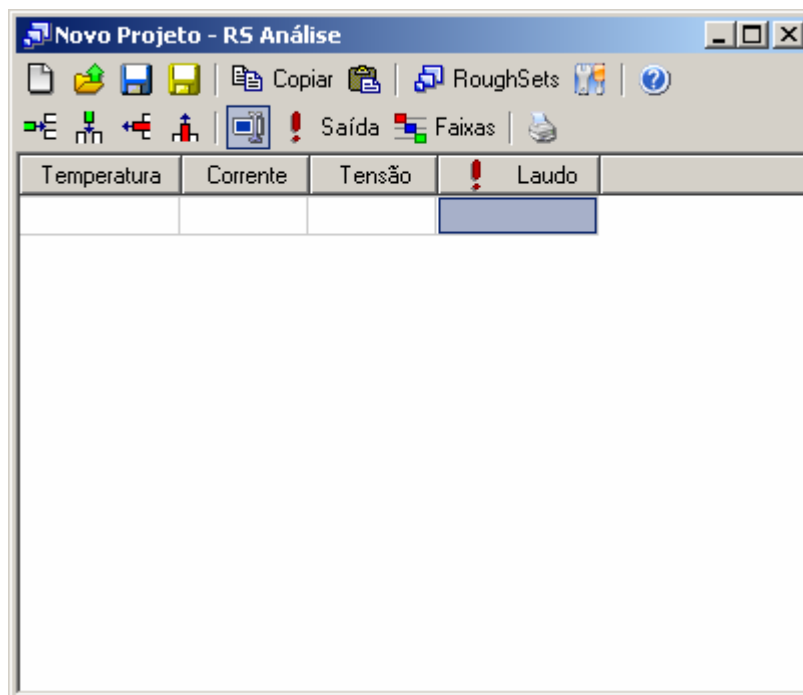 Novo Projeto - RS Análise
Copiar RoughSets
Saída Faixas
Temperatura Corrente Tensão Laudo